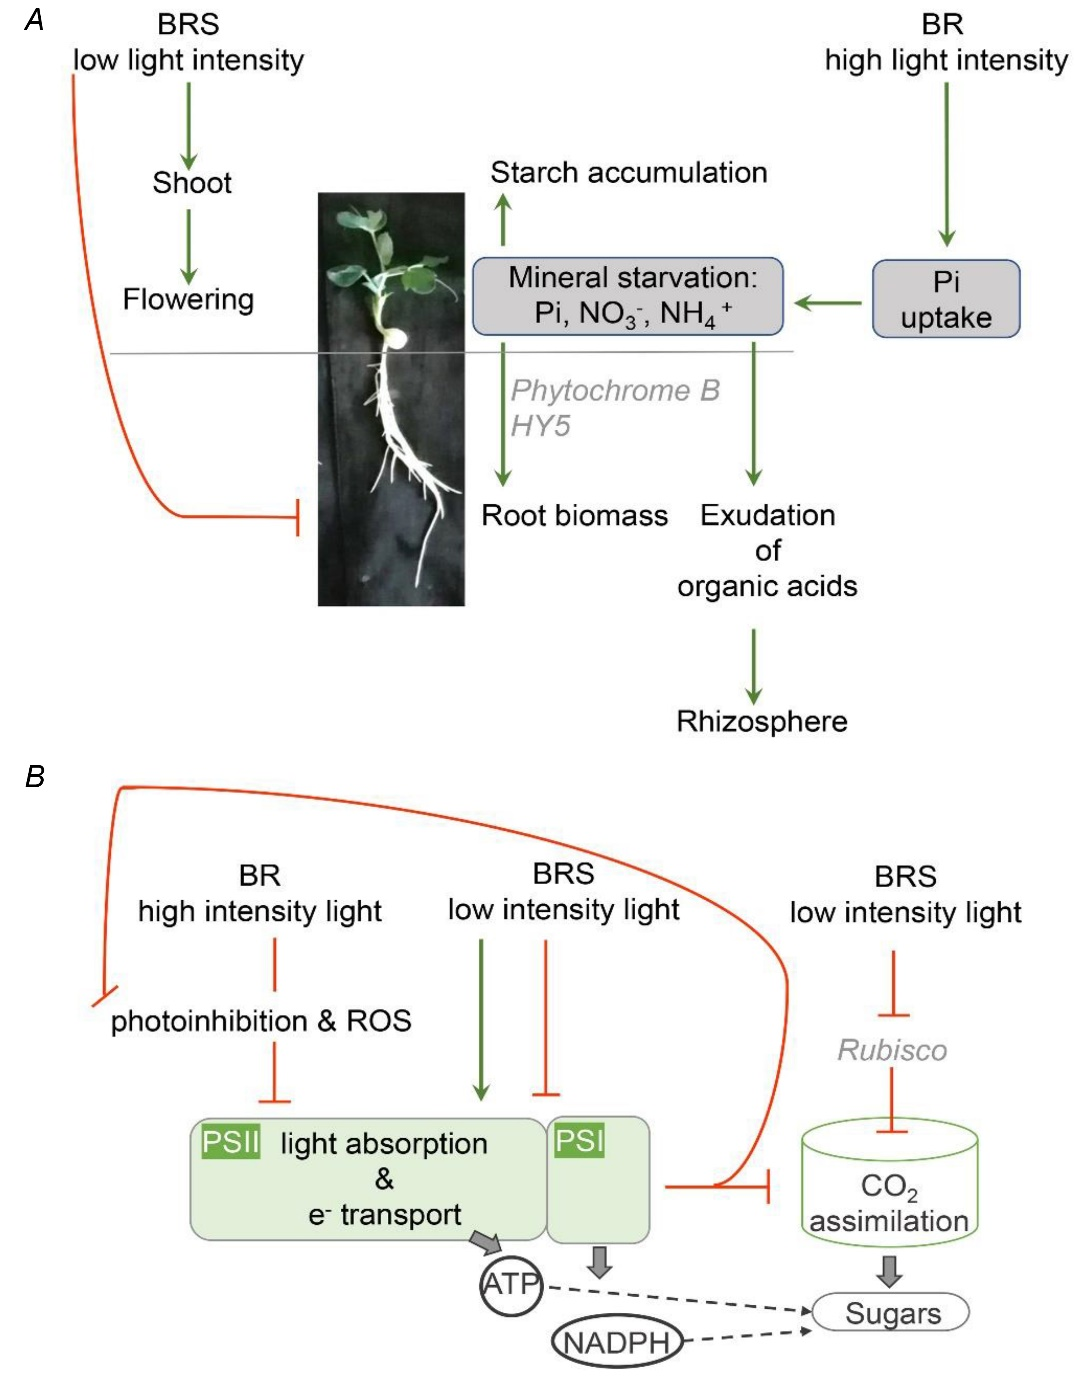 A
BRS
low light intensity
BR
high light intensity
Shoot
Starch accumulation
Flowering
Mineral starvation:
Pi, NO₃⁻, NH₄⁺
Pi
uptake
Phytochrome B
HY5
Root biomass
Exudation
of
organic acids
Rhizosphere
B
BR
high intensity light
BRS
low intensity light
BRS
low intensity light
photoinhibition & ROS
Rubisco
PSII light absorption
&
e⁻ transport
PSI
CO₂
assimilation
ATP
NADPH
Sugars